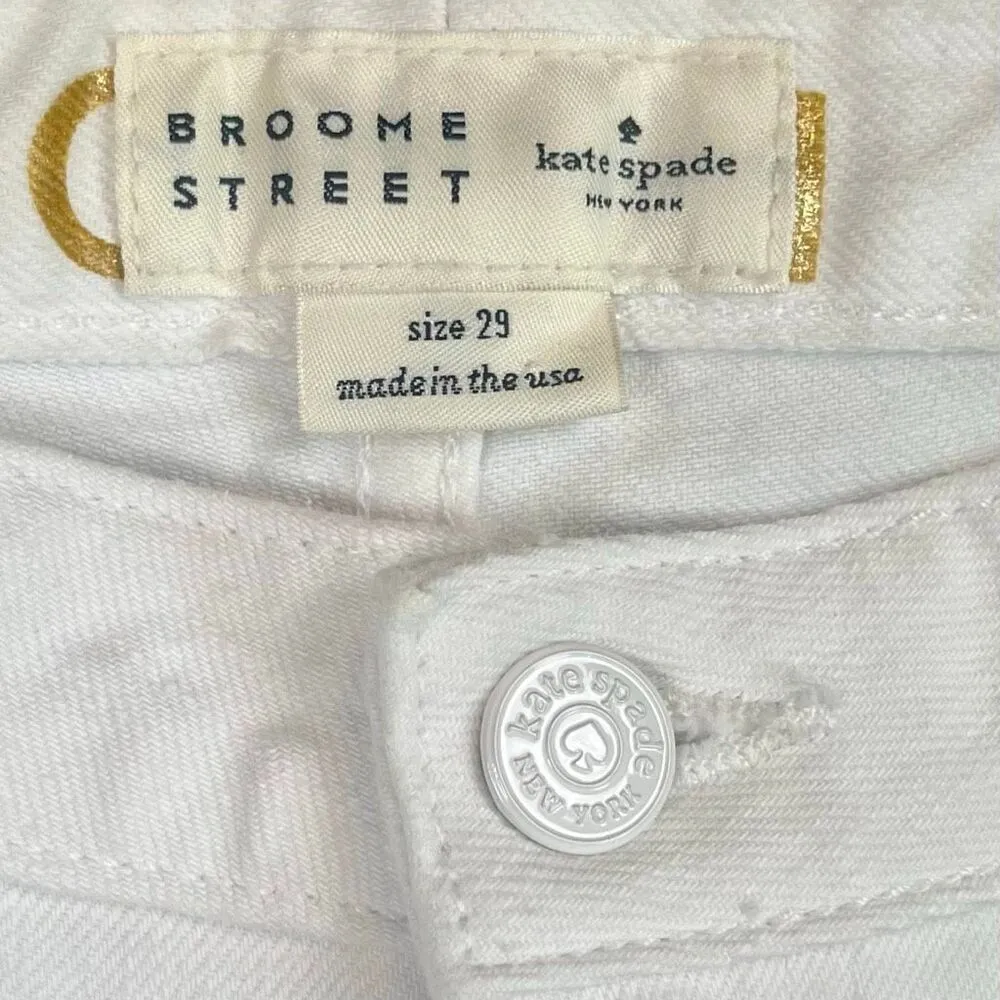 BROOME
STREET
kate spade
NEW YORK
size 29
made in the usa
kate spade
NEW YORK